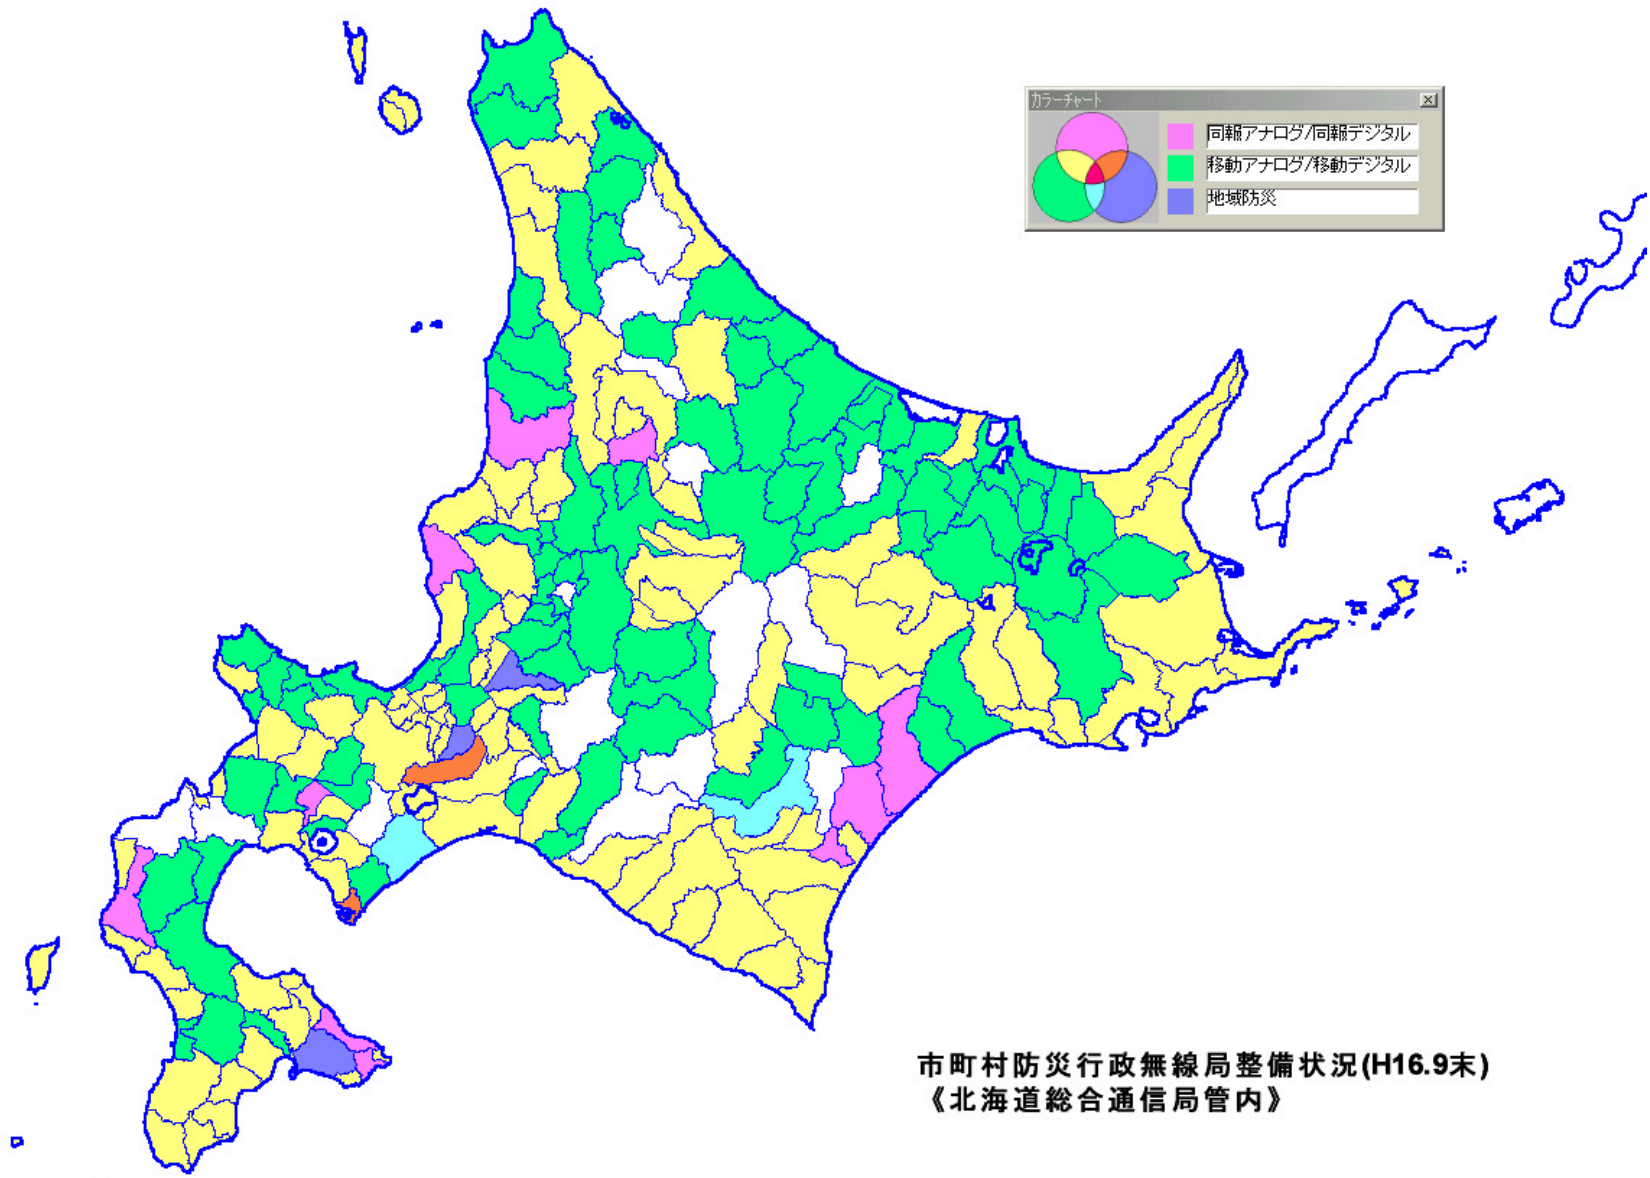 カラーチャート
同報アナログ/同報デジタル
移動アナログ/移動デジタル
地域防災
市町村防災行政無線局整備状況(H16.9末)
《北海道総合通信局管内》